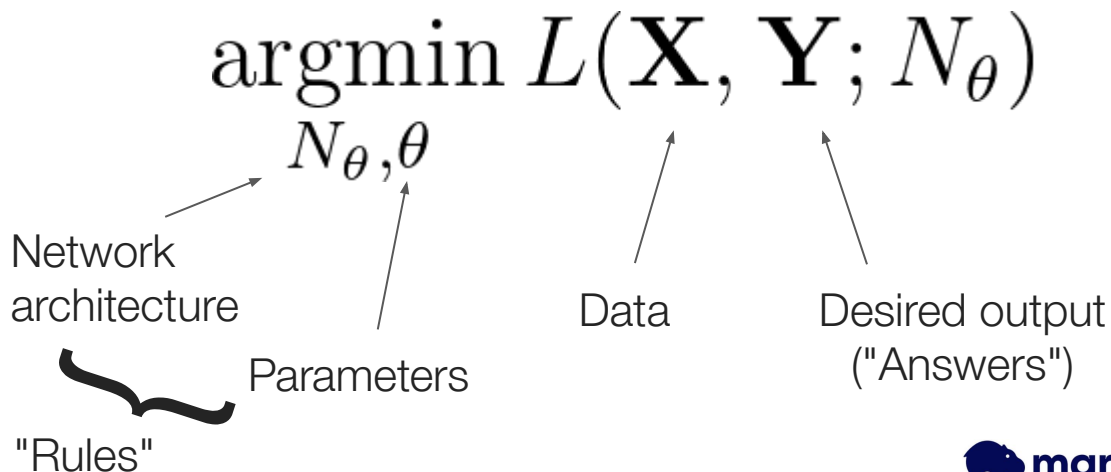 argmin L(X, Y; N_θ)
N_θ,θ
Network
architecture
Data
Desired output
("Answers")
Parameters
"Rules"